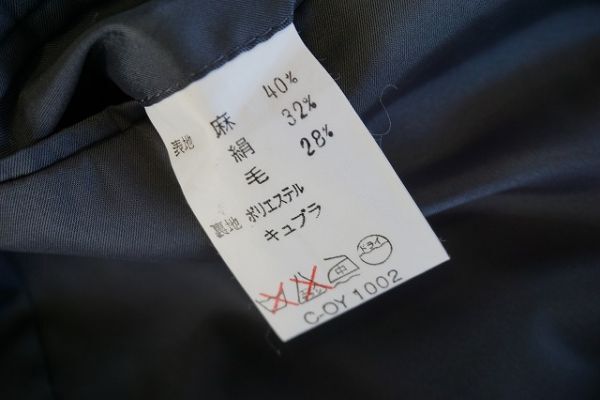 表地 麻 40%
絹 32%
毛 28%
裏地 ポリエステル
キュプラ
中 ドライ
C-OY 1002